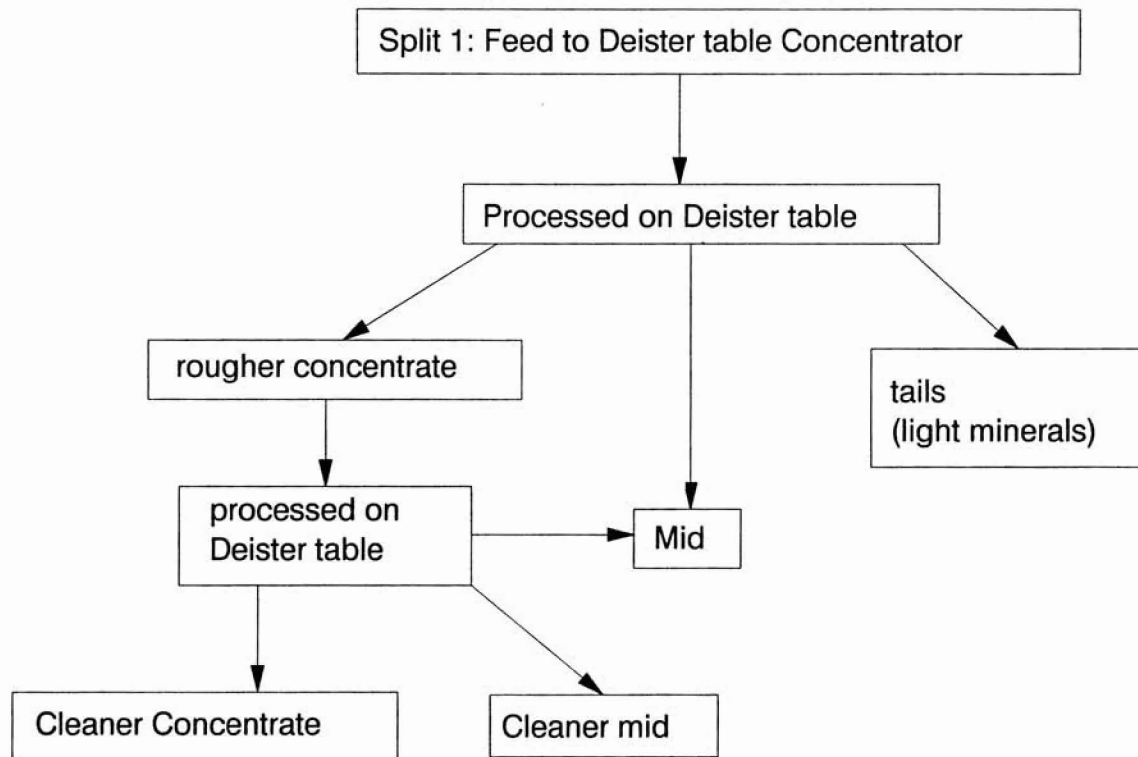 Split 1: Feed to Deister table Concentrator
Processed on Deister table
rougher concentrate
tails
(light minerals)
processed on
Deister table
Mid
Cleaner Concentrate
Cleaner mid